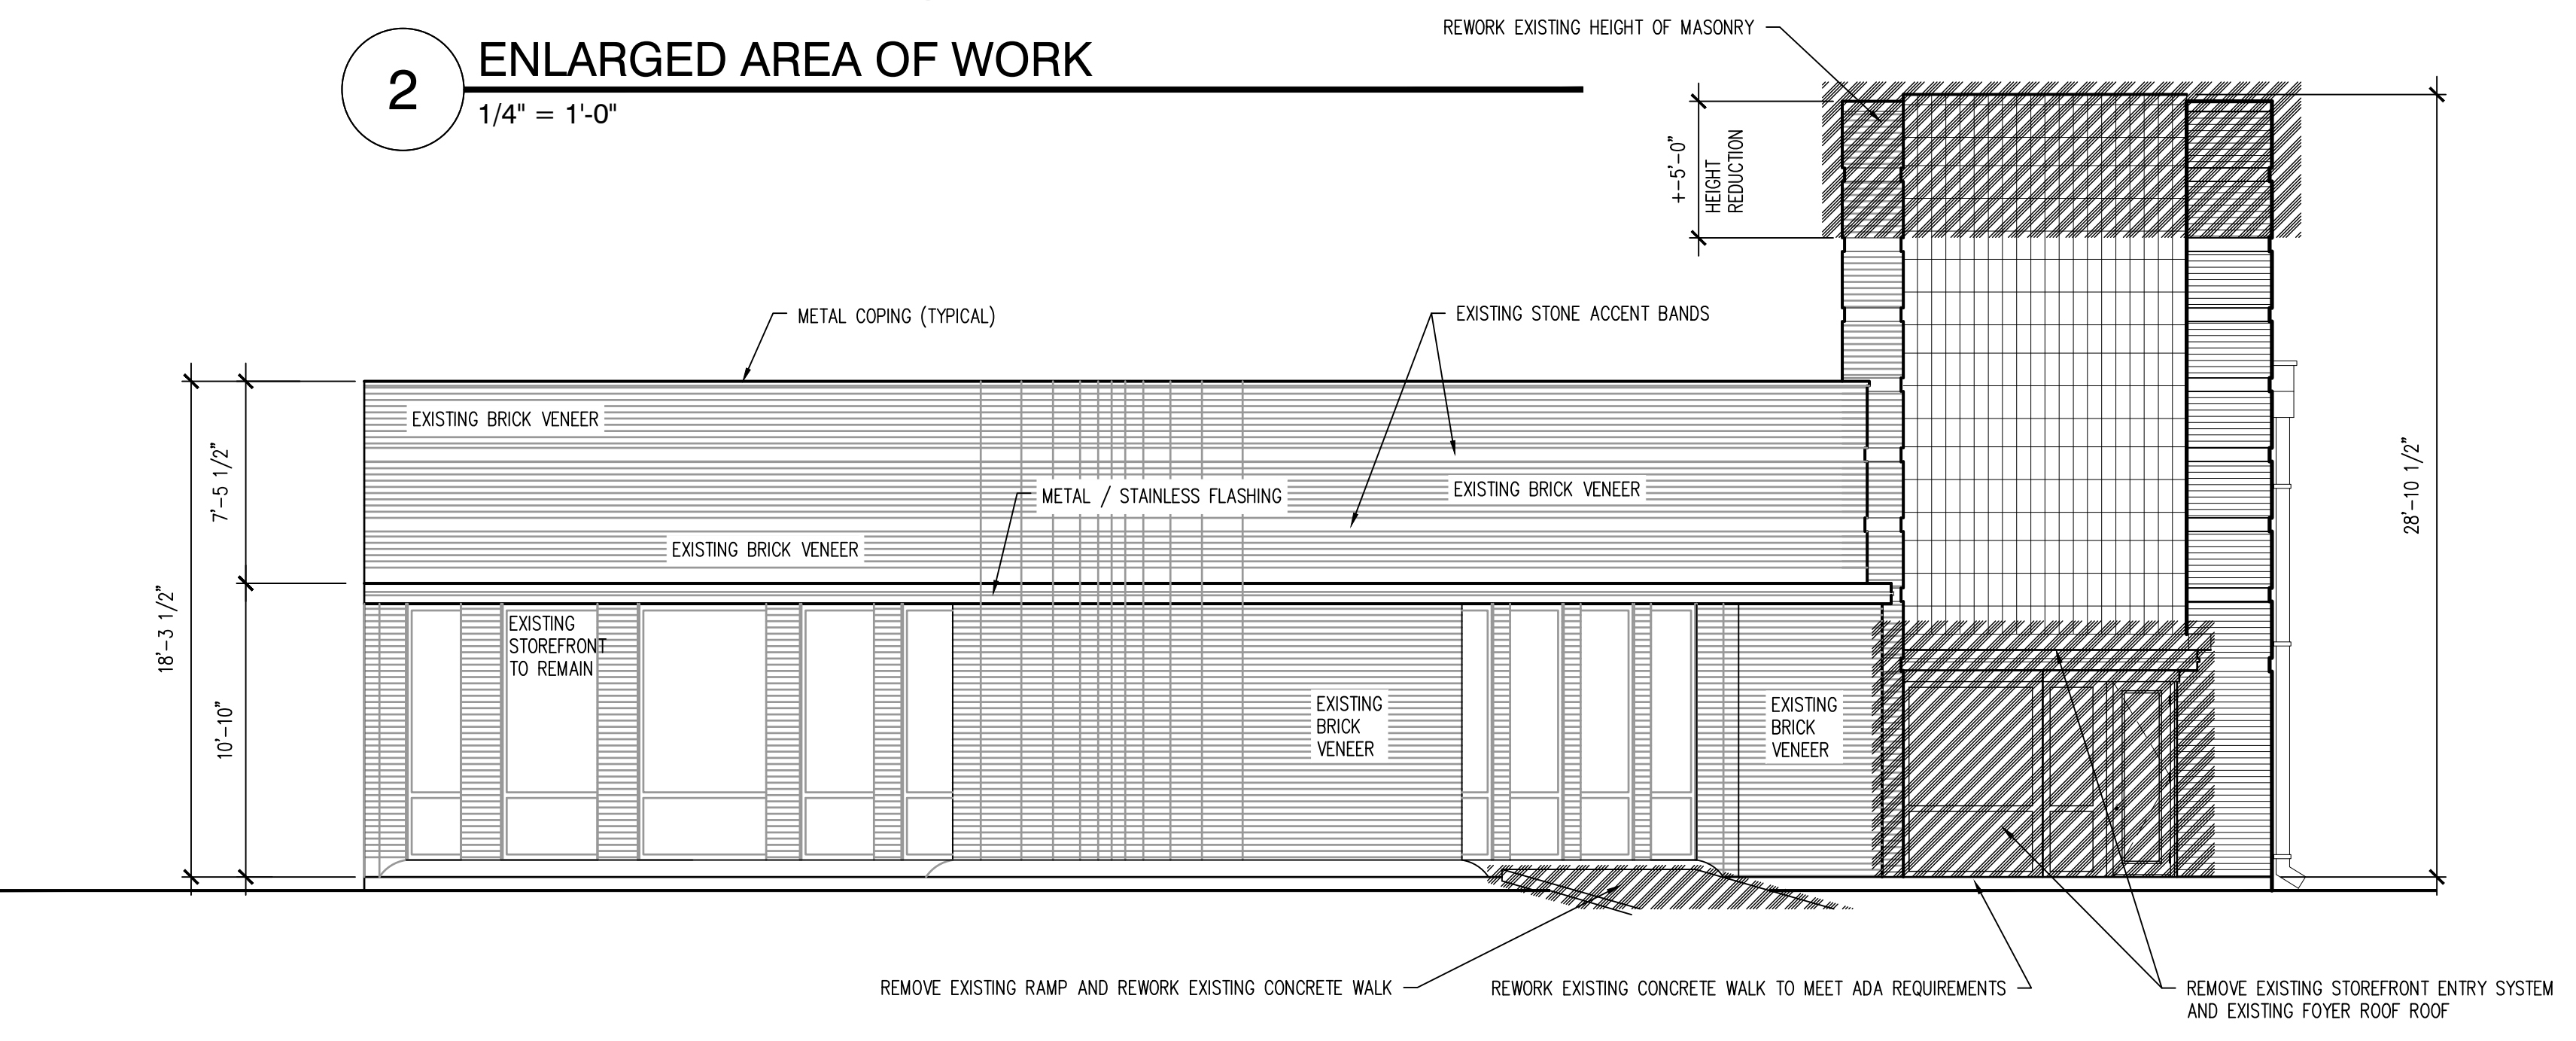 2
ENLARGED AREA OF WORK
1/4" = 1'-0"
REWORK EXISTING HEIGHT OF MASONRY
+-5'-0"
HEIGHT
REDUCTION
METAL COPING (TYPICAL)
EXISTING STONE ACCENT BANDS
EXISTING BRICK VENEER
7'-5 1/2"
METAL / STAINLESS FLASHING
EXISTING BRICK VENEER
28'-10 1/2"
EXISTING BRICK VENEER
18'-3 1/2"
EXISTING
STOREFRONT
TO REMAIN
10'-10"
EXISTING
BRICK
VENEER
EXISTING
BRICK
VENEER
REMOVE EXISTING RAMP AND REWORK EXISTING CONCRETE WALK
REWORK EXISTING CONCRETE WALK TO MEET ADA REQUIREMENTS
REMOVE EXISTING STOREFRONT ENTRY SYSTEM
AND EXISTING FOYER ROOF ROOF